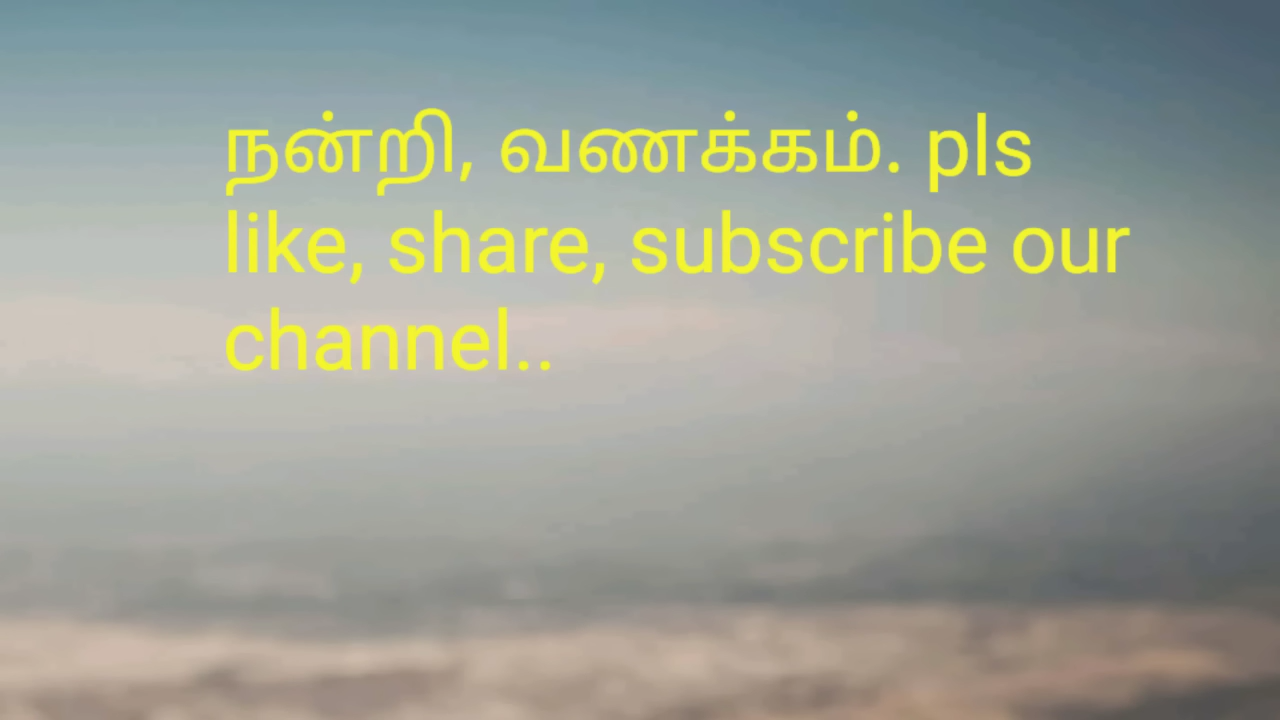 நன்றி, வணக்கம். pls
like, share, subscribe our
channel..